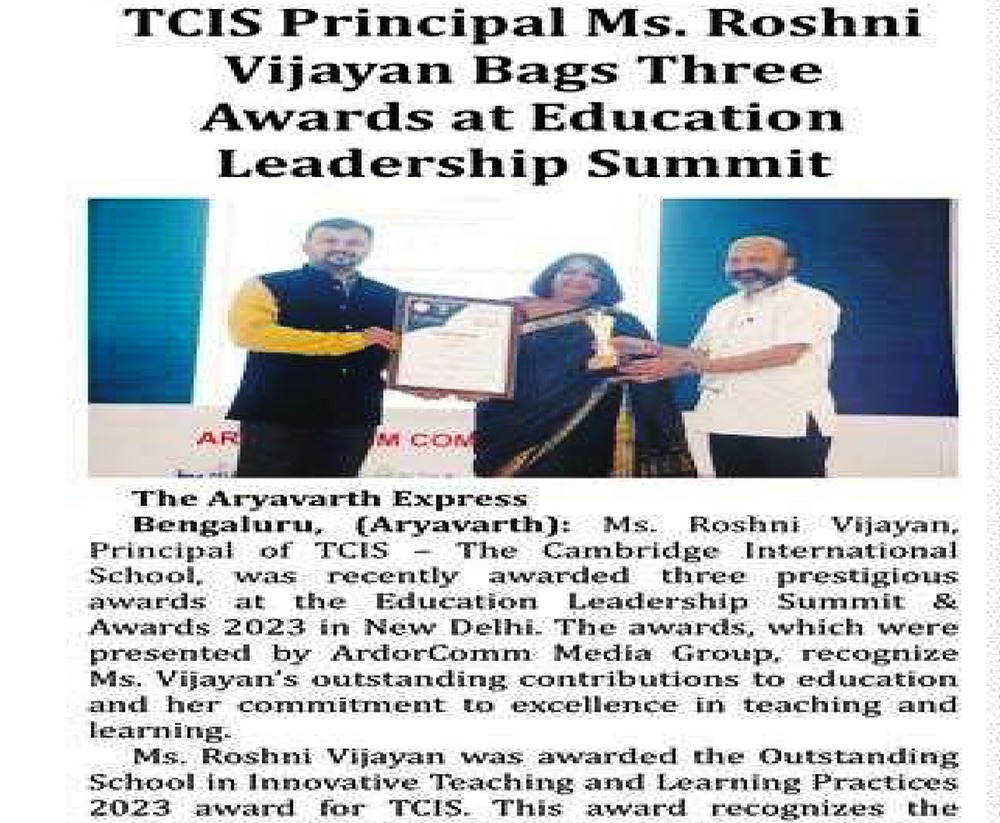 TCIS Principal Ms. Roshni
Vijayan Bags Three
Awards at Education
Leadership Summit
AR M COM
The Aryavarth Express
Bengaluru, (Aryavarth): Ms. Roshni Vijayan,
Principal of TCIS – The Cambridge International
School, was recently awarded three prestigious
awards at the Education Leadership Summit &
Awards 2023 in New Delhi. The awards, which were
presented by ArdorComm Media Group, recognize
Ms. Vijayan's outstanding contributions to education
and her commitment to excellence in teaching and
learning.
Ms. Roshni Vijayan was awarded the Outstanding
School in Innovative Teaching and Learning Practices
2023 award for TCIS. This award recognizes the